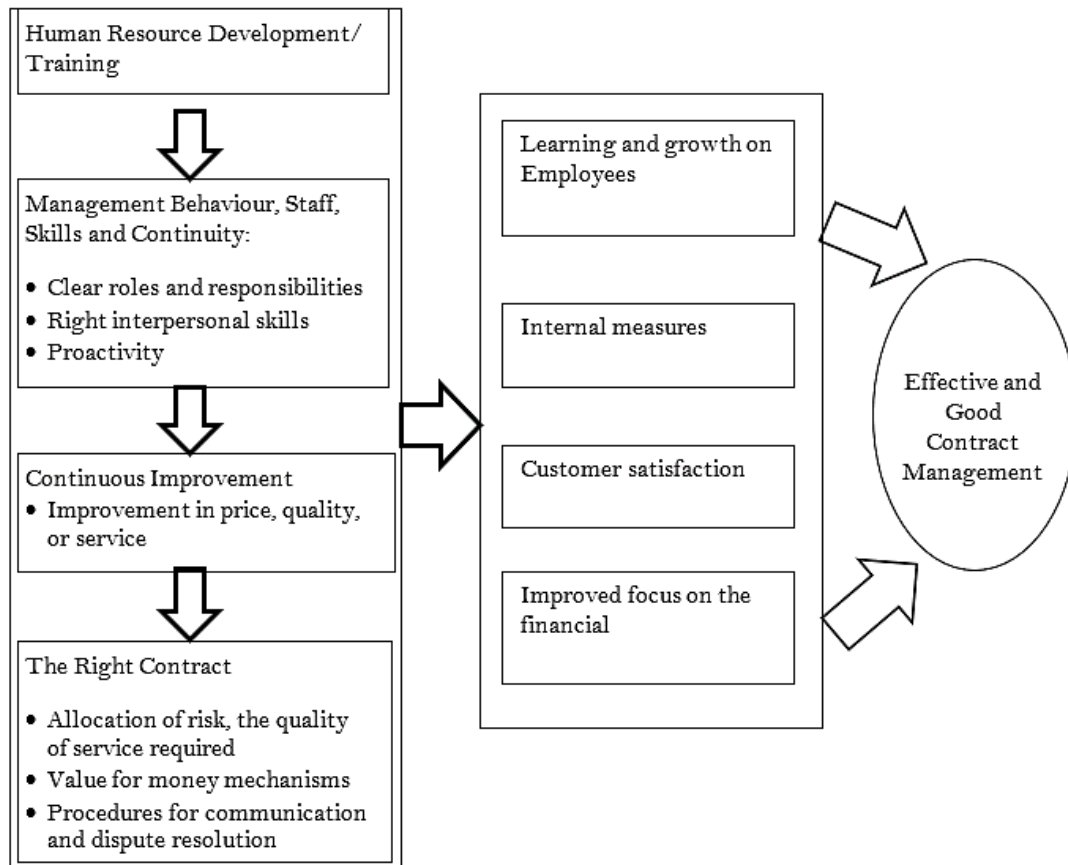 Human Resource Development/
Training
Management Behaviour, Staff,
Skills and Continuity:
• Clear roles and responsibilities
• Right interpersonal skills
• Proactivity
Continuous Improvement
• Improvement in price, quality,
or service
The Right Contract
• Allocation of risk, the quality
of service required
• Value for money mechanisms
• Procedures for communication
and dispute resolution
Learning and growth on
Employees
Internal measures
Customer satisfaction
Improved focus on the
financial
Effective and
Good
Contract
Management